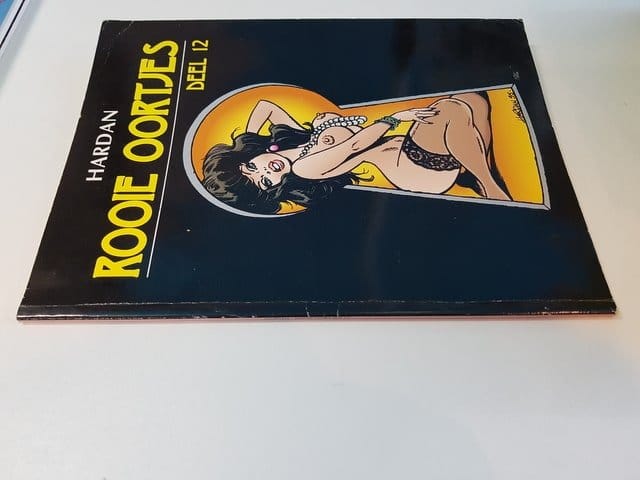 HARDAN
ROOIE OORTJES
DEEL 12